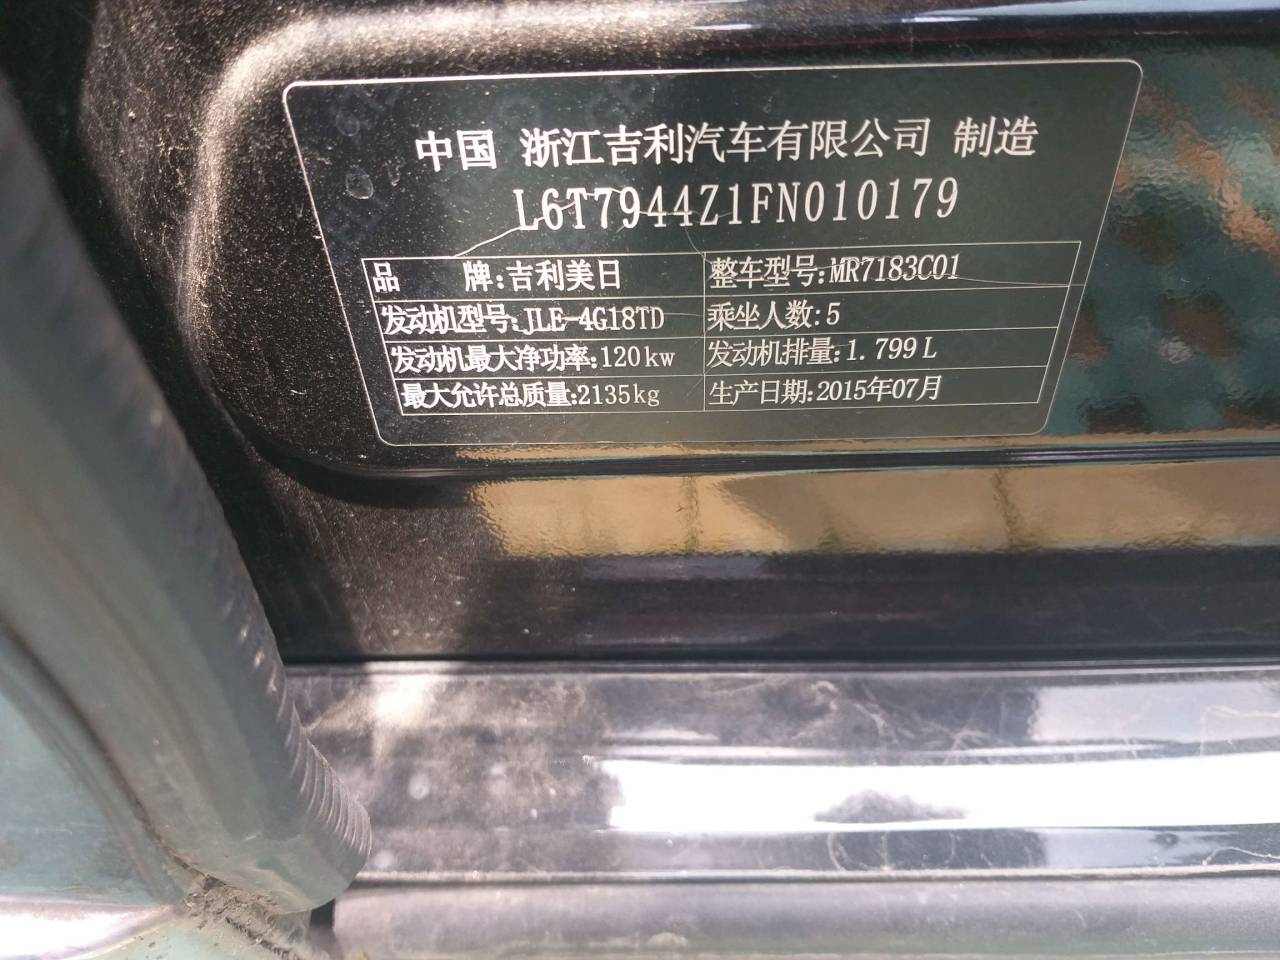 中国 浙江吉利汽车有限公司 制造
L6T7944Z1FN010179
品 牌:吉利美日 整车型号:MR7183C01
发动机型号:JLE-4G18TD 乘坐人数:5
发动机最大净功率:120kw 发动机排量:1.799L
最大允许总质量:2135kg 生产日期:2015年07月